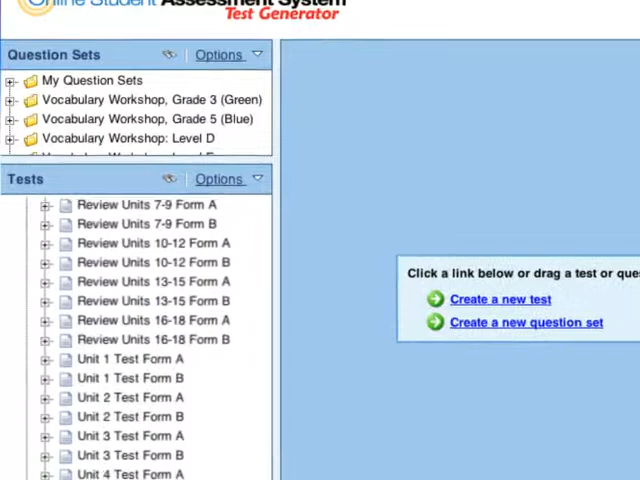 Online Student Assessment System
Test Generator
Question Sets
Options
My Question Sets
Vocabulary Workshop, Grade 3 (Green)
Vocabulary Workshop, Grade 5 (Blue)
Vocabulary Workshop: Level D
Tests
Options
Review Units 7-9 Form A
Review Units 7-9 Form B
Review Units 10-12 Form A
Review Units 10-12 Form B
Review Units 13-15 Form A
Review Units 13-15 Form B
Review Units 16-18 Form A
Review Units 16-18 Form B
Unit 1 Test Form A
Unit 1 Test Form B
Unit 2 Test Form A
Unit 2 Test Form B
Unit 3 Test Form A
Unit 3 Test Form B
Unit 4 Test Form A
Click a link below or drag a test or que
Create a new test
Create a new question set